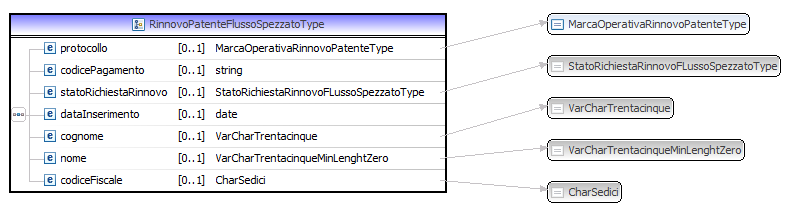 RinnovoPatenteFlussoSpezzatoType
protocollo [0..1] MarcaOperativaRinnovoPatenteType
codicePagamento [0..1] string
statoRichiestaRinnovo [0..1] StatoRichiestaRinnovoFLussoSpezzatoType
dataInserimento [0..1] date
cognome [0..1] VarCharTrentacinque
nome [0..1] VarCharTrentacinqueMinLenghtZero
codiceFiscale [0..1] CharSedici
MarcaOperativaRinnovoPatenteType
StatoRichiestaRinnovoFLussoSpezzatoType
VarCharTrentacinque
VarCharTrentacinqueMinLenghtZero
CharSedici